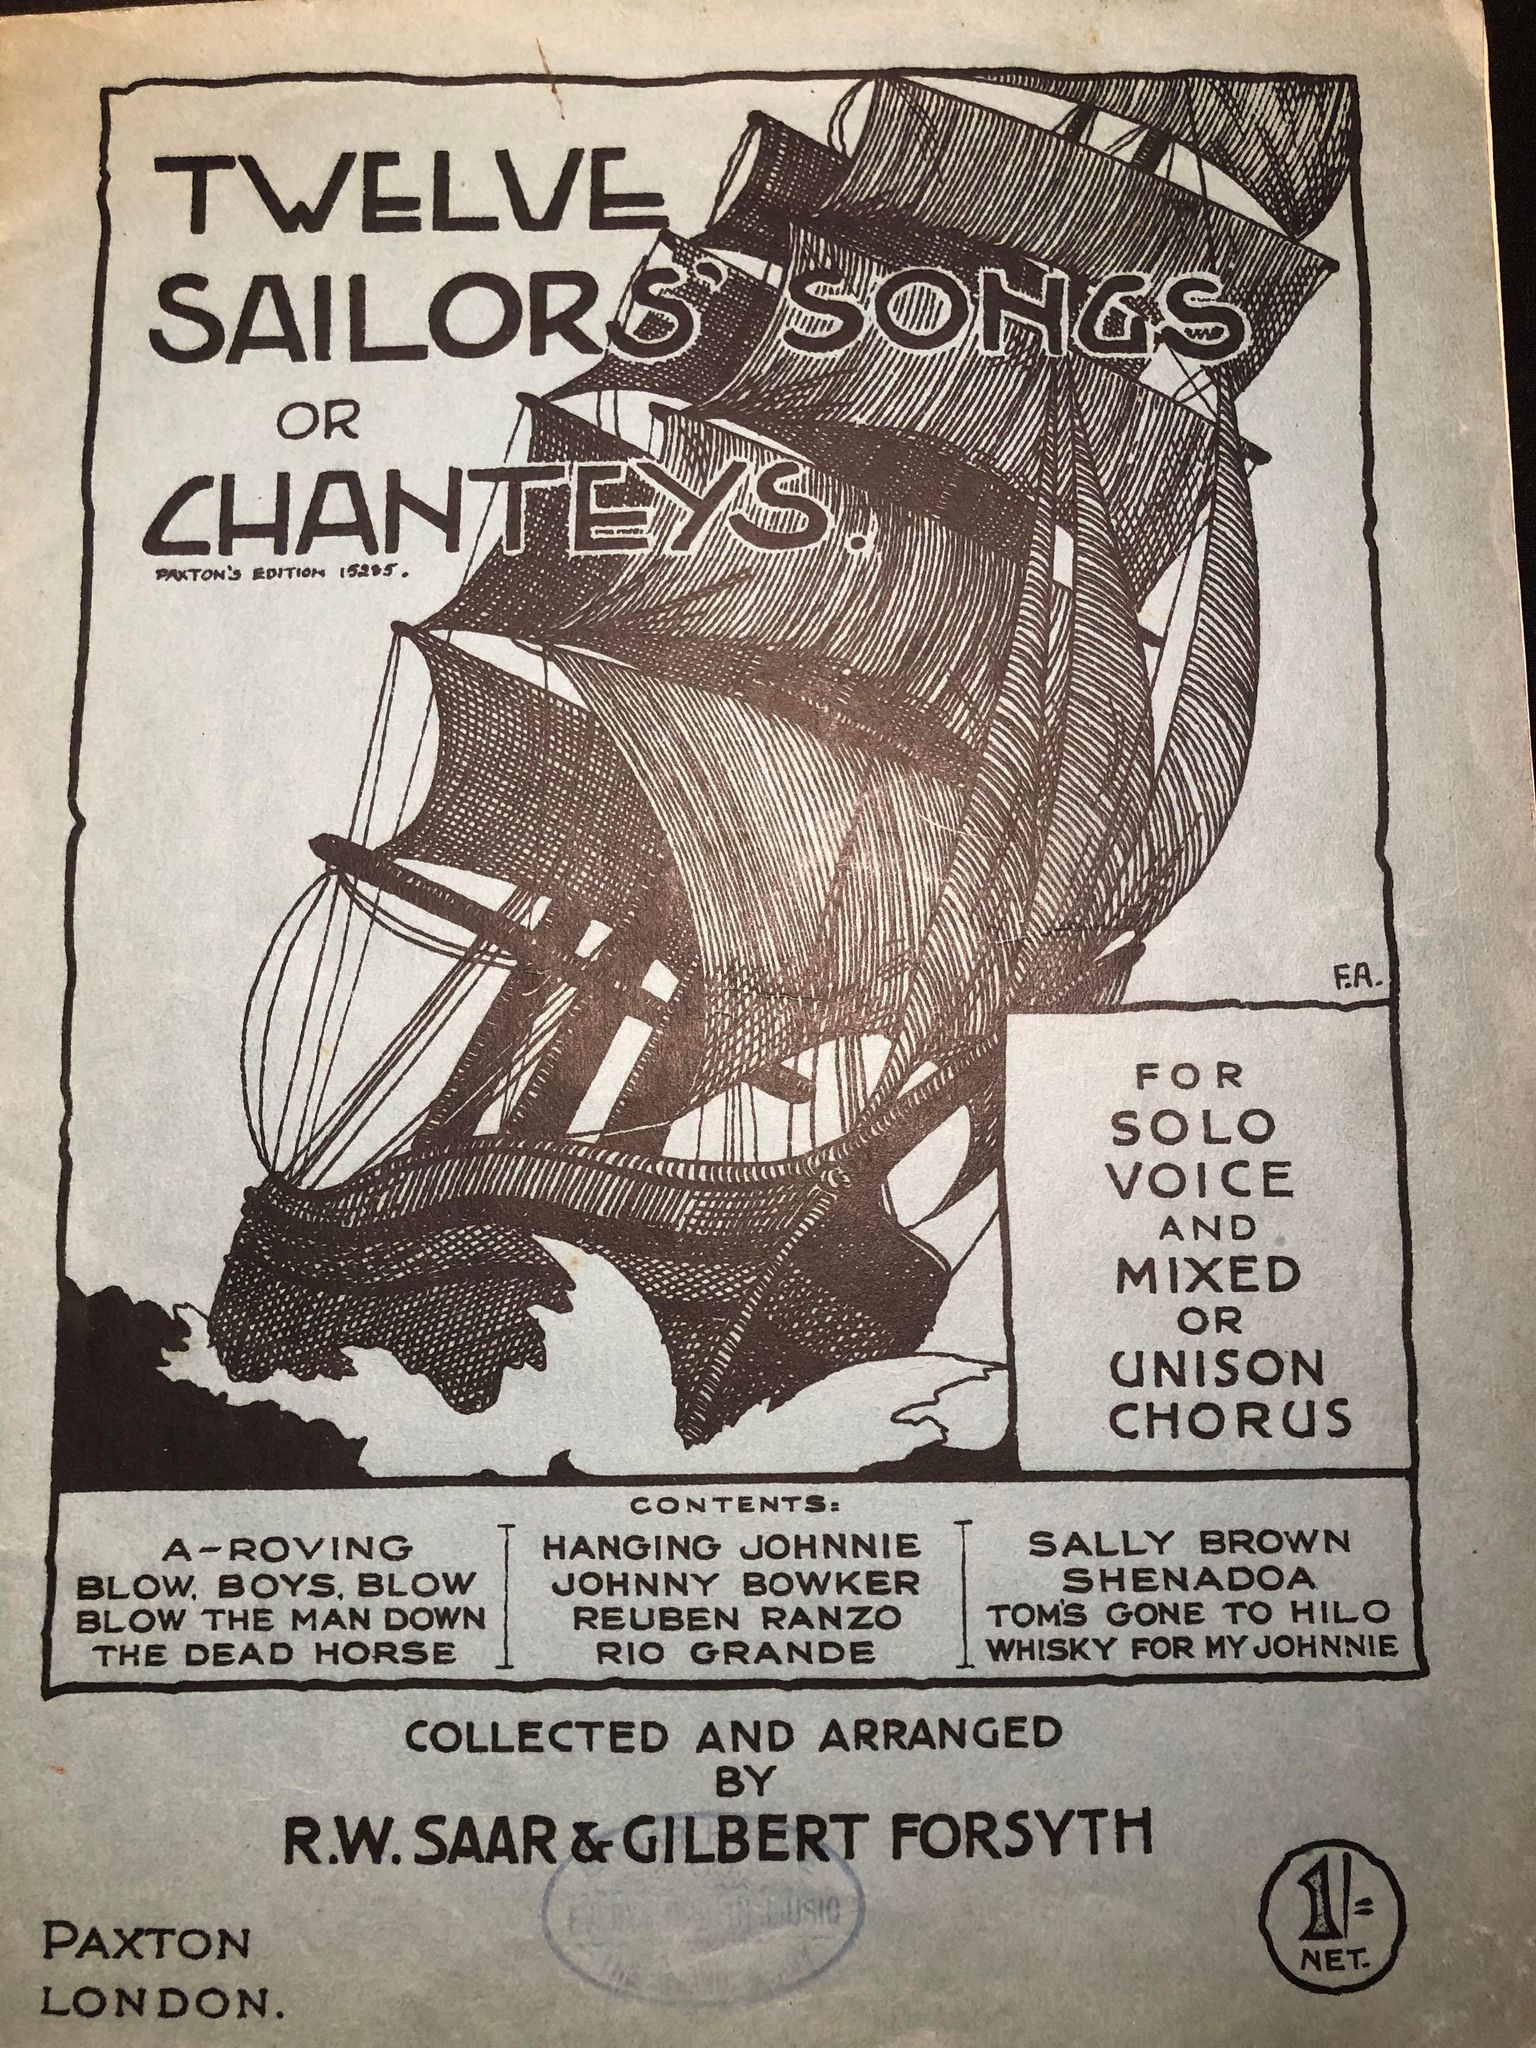 TWELVE
SAILORS' SONGS
OR
CHANTEYS.
PAXTON'S EDITION 15285.
F.A.
FOR
SOLO
VOICE
AND
MIXED
OR
UNISON
CHORUS
CONTENTS:
A-ROVING
BLOW, BOYS, BLOW
BLOW THE MAN DOWN
THE DEAD HORSE
HANGING JOHNNIE
JOHNNY BOWKER
REUBEN RANZO
RIO GRANDE
SALLY BROWN
SHENADOA
TOM'S GONE TO HILO
WHISKY FOR MY JOHNNIE
COLLECTED AND ARRANGED
BY
R.W. SAAR & GILBERT FORSYTH
PAXTON
LONDON.
1/=
NET.